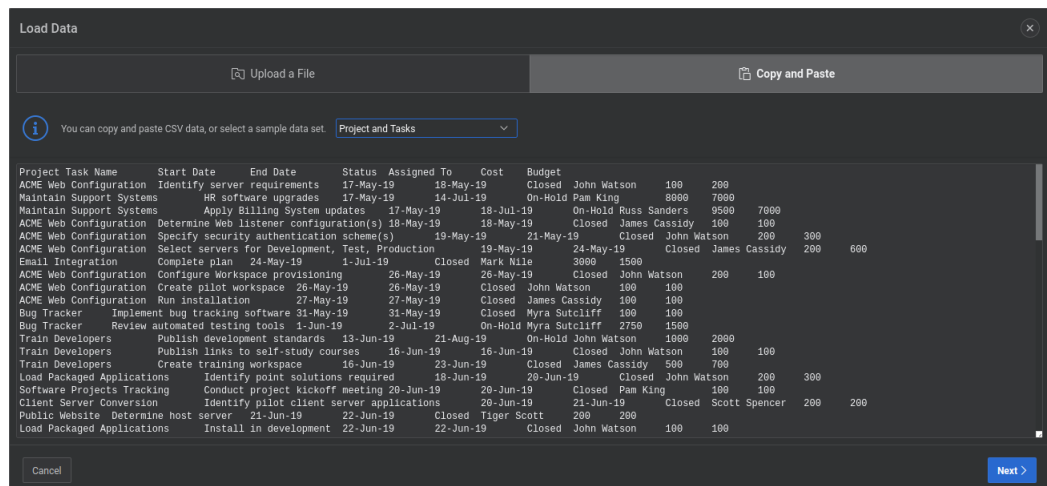 Load Data
Upload a File
Copy and Paste
You can copy and paste CSV data, or select a sample data set. Project and Tasks
Project Task Name Start Date End Date Status Assigned To Cost Budget
ACME Web Configuration Identify server requirements 17-May-19 18-May-19 Closed John Watson 100 200
Maintain Support Systems HR software upgrades 17-May-19 14-Jul-19 On-Hold Pam King 8000 7000
Maintain Support Systems Apply Billing System updates 17-May-19 18-Jul-19 On-Hold Russ Sanders 9500 7000
ACME Web Configuration Determine Web listener configuration(s) 18-May-19 18-May-19 Closed James Cassidy 100 100
ACME Web Configuration Specify security authentication scheme(s) 19-May-19 21-May-19 Closed John Watson 200 300
ACME Web Configuration Select servers for Development, Test, Production 19-May-19 24-May-19 Closed James Cassidy 200 600
Email Integration Complete plan 24-May-19 1-Jul-19 Closed Mark Nile 3000 1500
ACME Web Configuration Configure Workspace provisioning 26-May-19 26-May-19 Closed John Watson 200 100
ACME Web Configuration Create pilot workspace 26-May-19 26-May-19 Closed John Watson 100 100
ACME Web Configuration Run installation 27-May-19 27-May-19 Closed James Cassidy 100 100
Bug Tracker Implement bug tracking software 31-May-19 31-May-19 Closed Myra Sutcliff 100 100
Bug Tracker Review automated testing tools 1-Jun-19 2-Jul-19 On-Hold Myra Sutcliff 2750 1500
Train Developers Publish development standards 13-Jun-19 21-Aug-19 On-Hold John Watson 1000 2000
Train Developers Publish links to self-study courses 16-Jun-19 16-Jun-19 Closed John Watson 100 100
Train Developers Create training workspace 16-Jun-19 23-Jun-19 Closed James Cassidy 500 700
Load Packaged Applications Identify point solutions required 18-Jun-19 20-Jun-19 Closed John Watson 200 300
Software Projects Tracking Conduct project kickoff meeting 20-Jun-19 20-Jun-19 Closed Pam King 100 100
Client Server Conversion Identify pilot client server applications 20-Jun-19 21-Jun-19 Closed Scott Spencer 200 200
Public Website Determine host server 21-Jun-19 22-Jun-19 Closed Tiger Scott 200 200
Load Packaged Applications Install in development 22-Jun-19 22-Jun-19 Closed John Watson 100 100
Cancel
Next